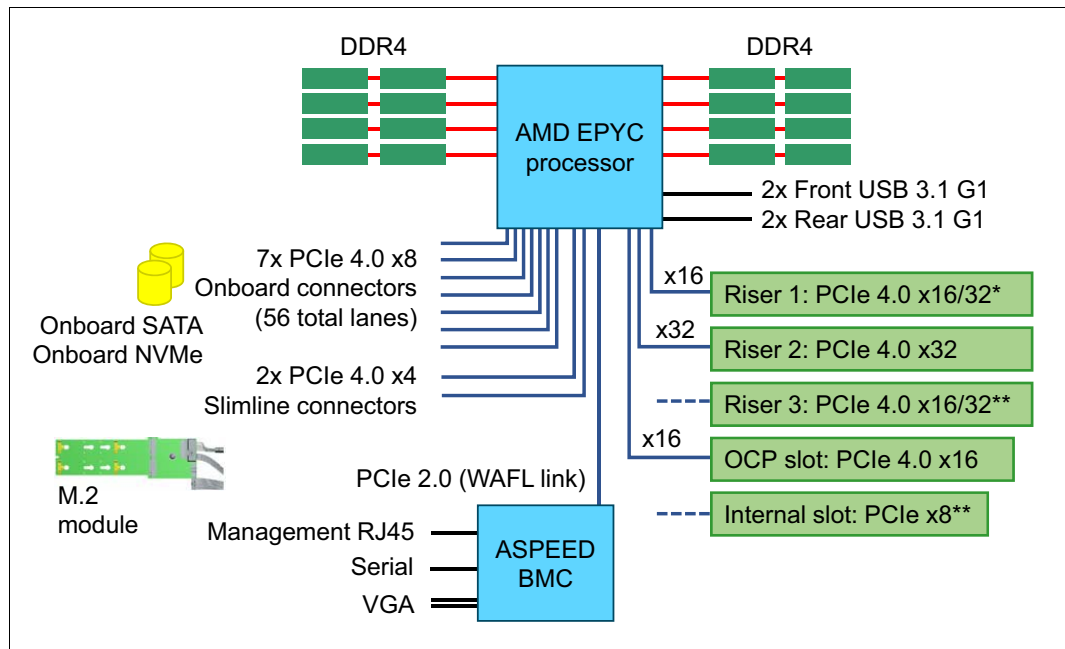 DDR4
DDR4
AMD EPYC
processor
2x Front USB 3.1 G1
2x Rear USB 3.1 G1
7x PCIe 4.0 x8
Onboard connectors
(56 total lanes)
Onboard SATA
Onboard NVMe
2x PCIe 4.0 x4
Slimline connectors
x16
Riser 1: PCIe 4.0 x16/32*
x32
Riser 2: PCIe 4.0 x32
Riser 3: PCIe 4.0 x16/32**
x16
OCP slot: PCIe 4.0 x16
Internal slot: PCIe x8**
M.2
module
PCIe 2.0 (WAFL link)
Management RJ45
Serial
VGA
ASPEED
BMC